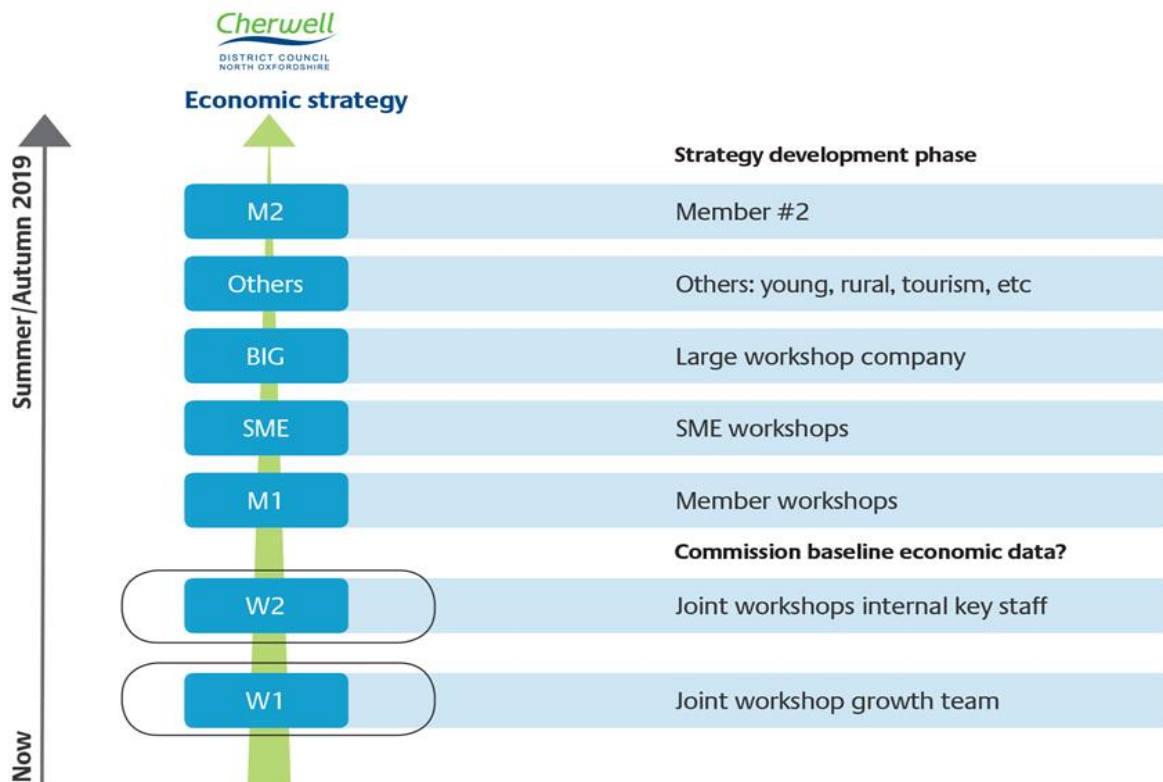 Cherwell
DISTRICT COUNCIL
NORTH OXFORDSHIRE
Economic strategy
Summer/Autumn 2019
Strategy development phase
M2 Member #2
Others Others: young, rural, tourism, etc
BIG Large workshop company
SME SME workshops
M1 Member workshops
Commission baseline economic data?
W2 Joint workshops internal key staff
W1 Joint workshop growth team
Now